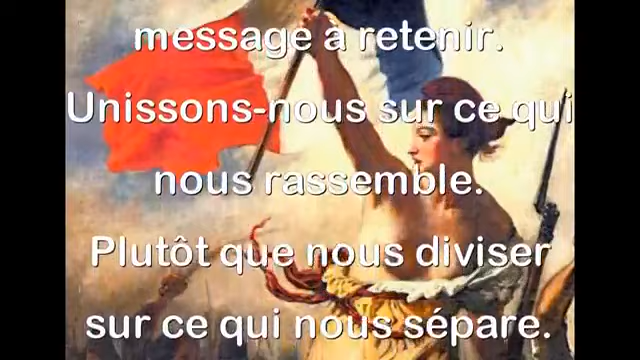 message à retenir.
Unissons-nous sur ce qui
nous rassemble.
Plutôt que nous diviser
sur ce qui nous sépare.